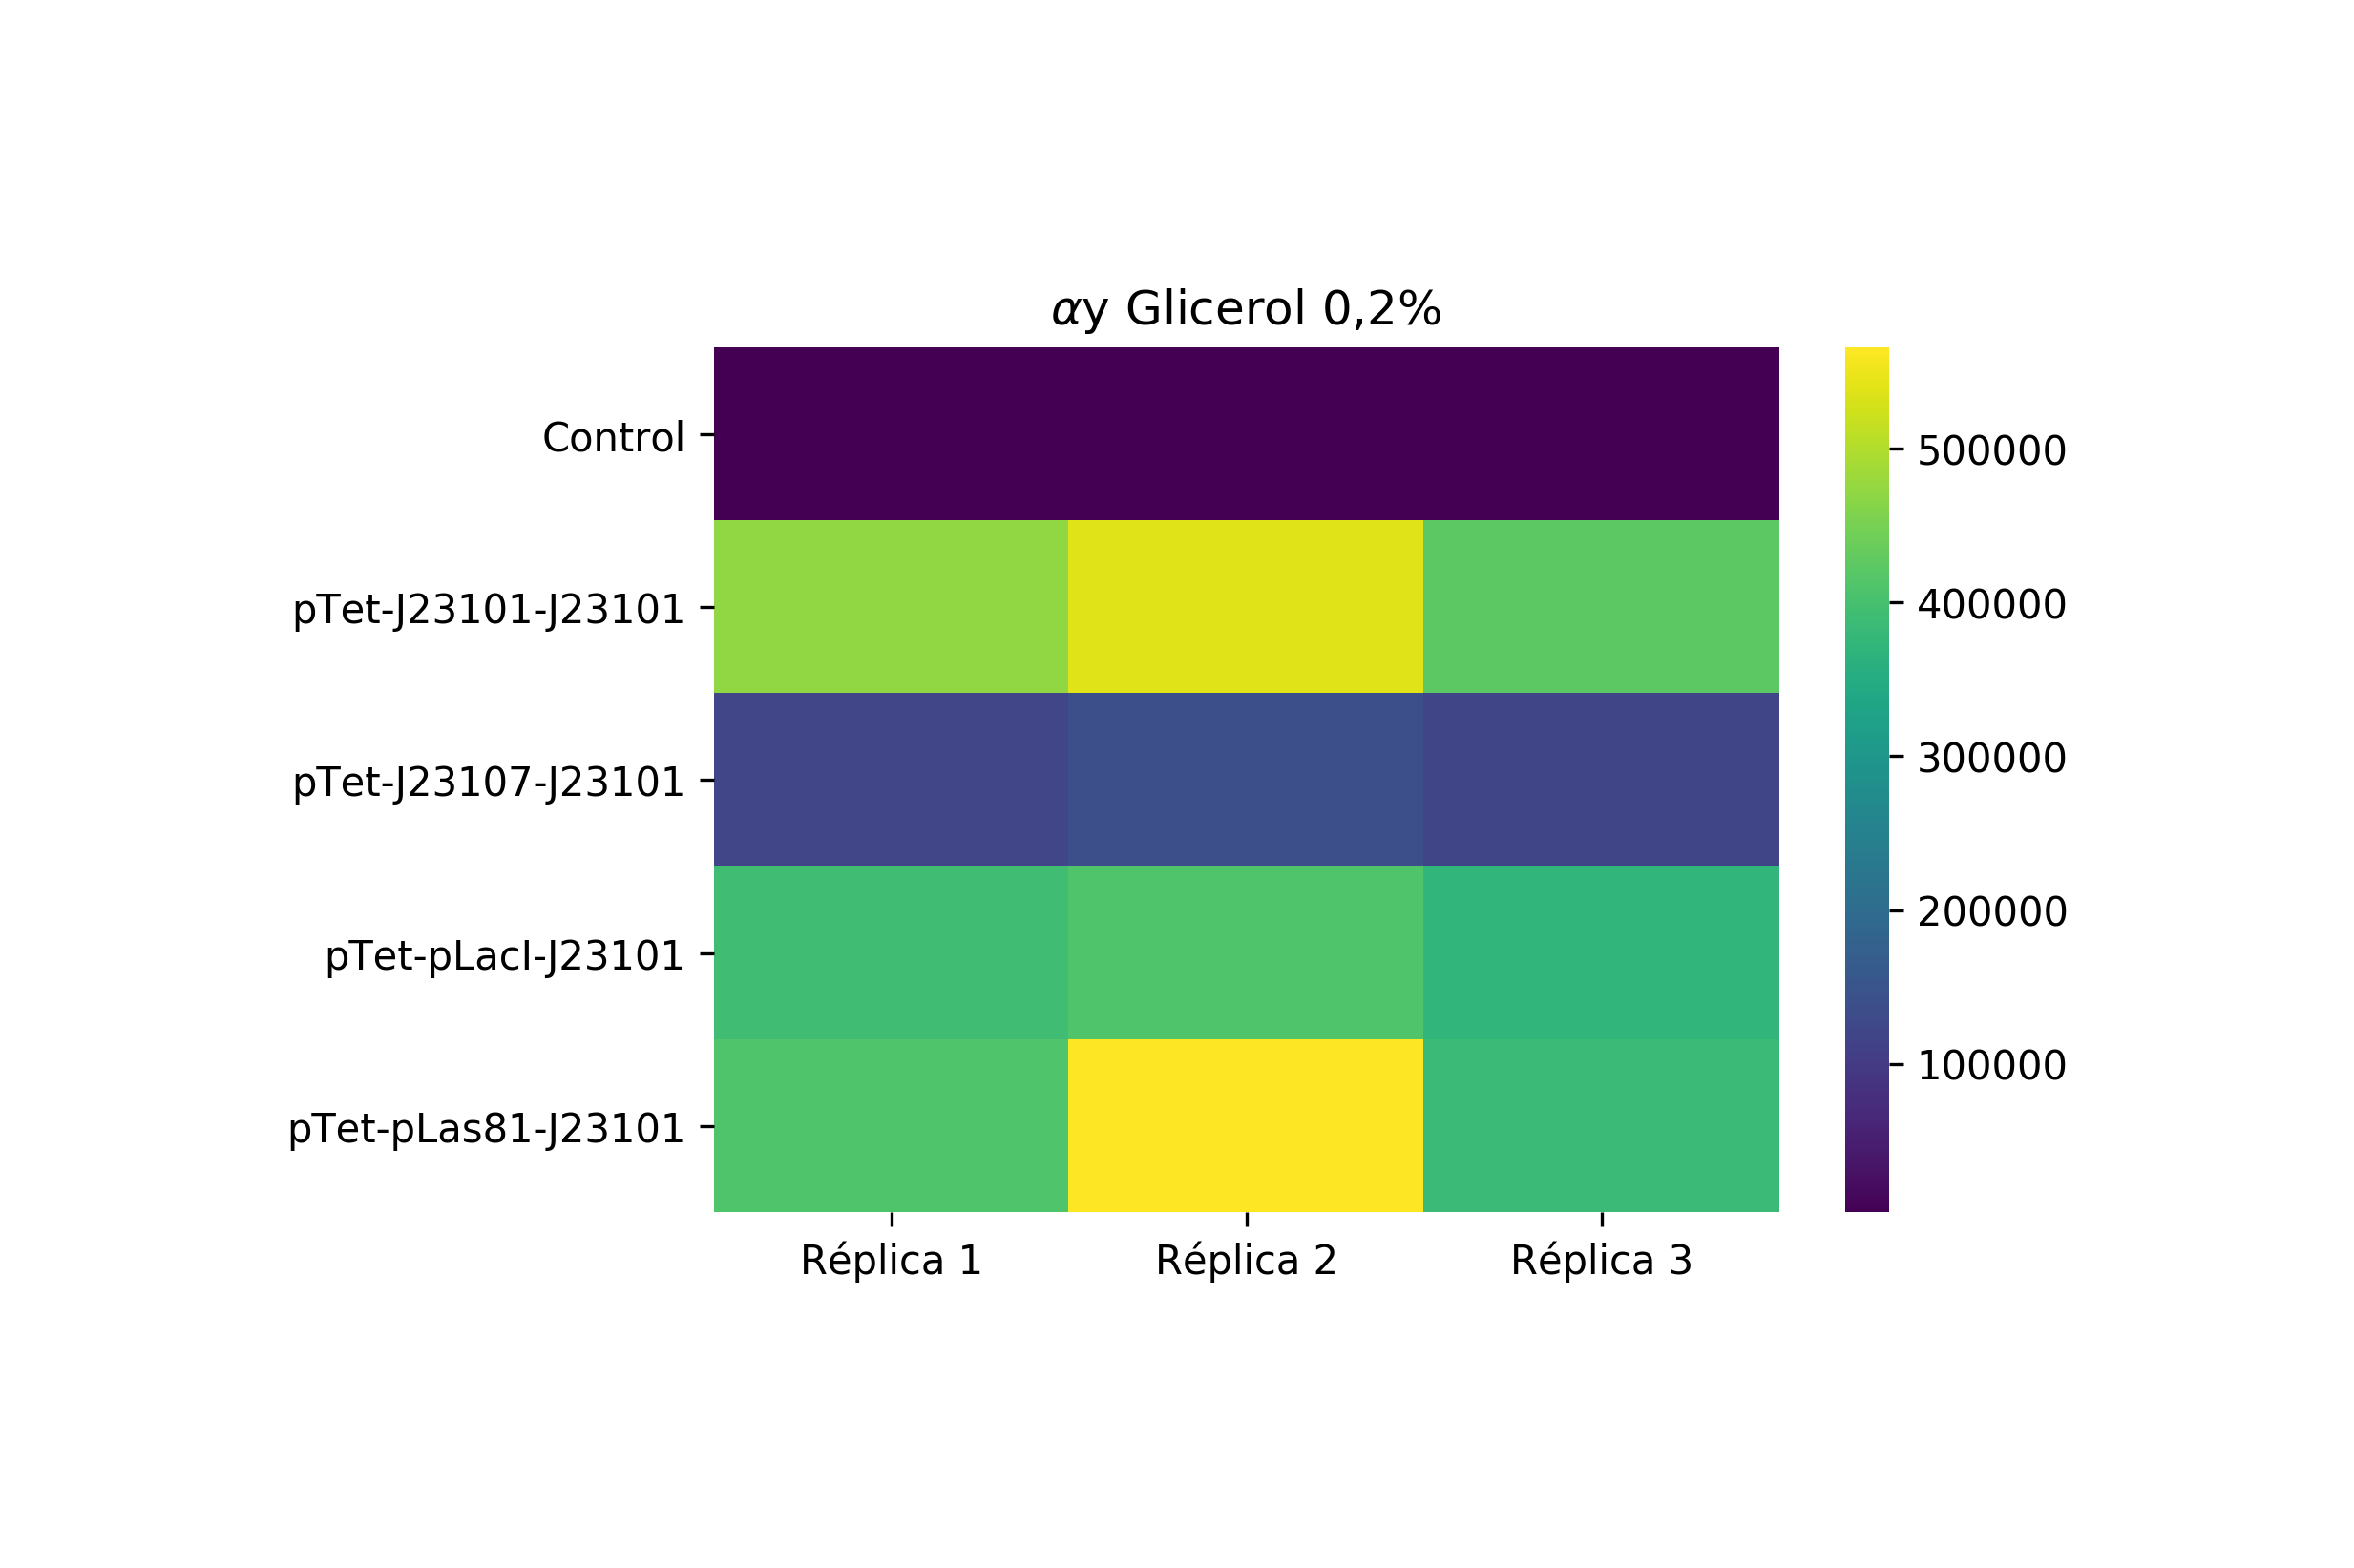 αy Glicerol 0,2%
Control
pTet-J23101-J23101
pTet-J23107-J23101
pTet-pLacI-J23101
pTet-pLas81-J23101
Réplica 1
Réplica 2
Réplica 3
500000
400000
300000
200000
100000